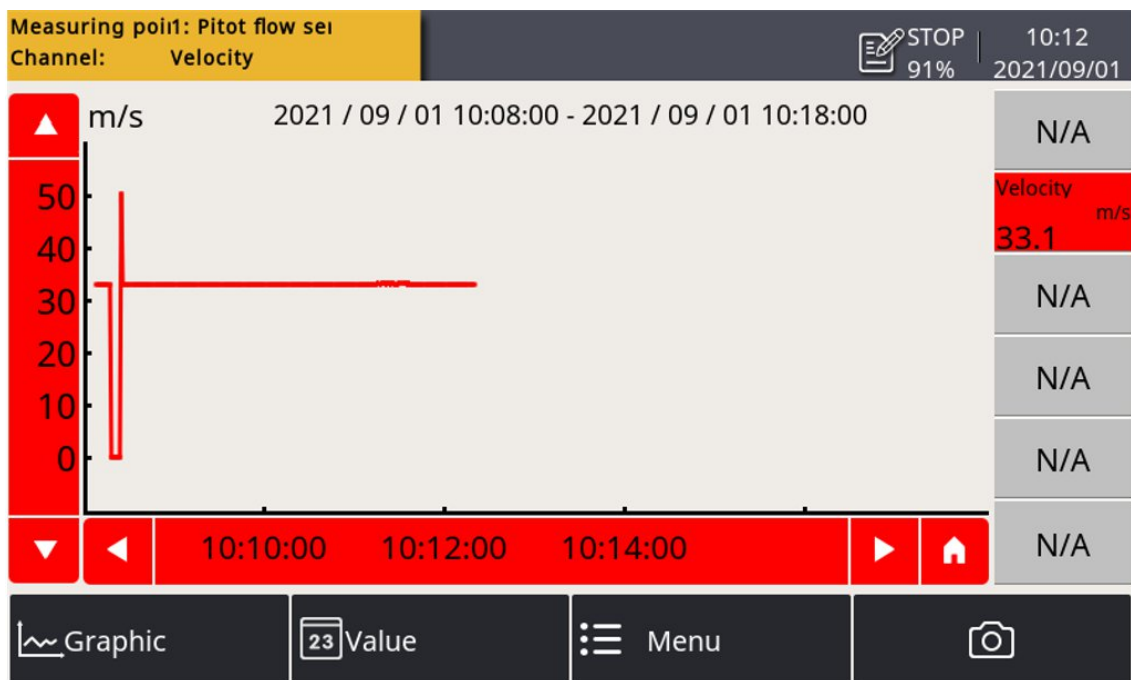 Measuring poi11: Pitot flow sei
Channel: Velocity
STOP
91%
10:12
2021/09/01
m/s
2021 / 09 / 01 10:08:00 - 2021 / 09 / 01 10:18:00
50
40
30
20
10
0
10:10:00 10:12:00 10:14:00
N/A
Velocity
m/s
33.1
N/A
N/A
N/A
N/A
Graphic
23 Value
Menu